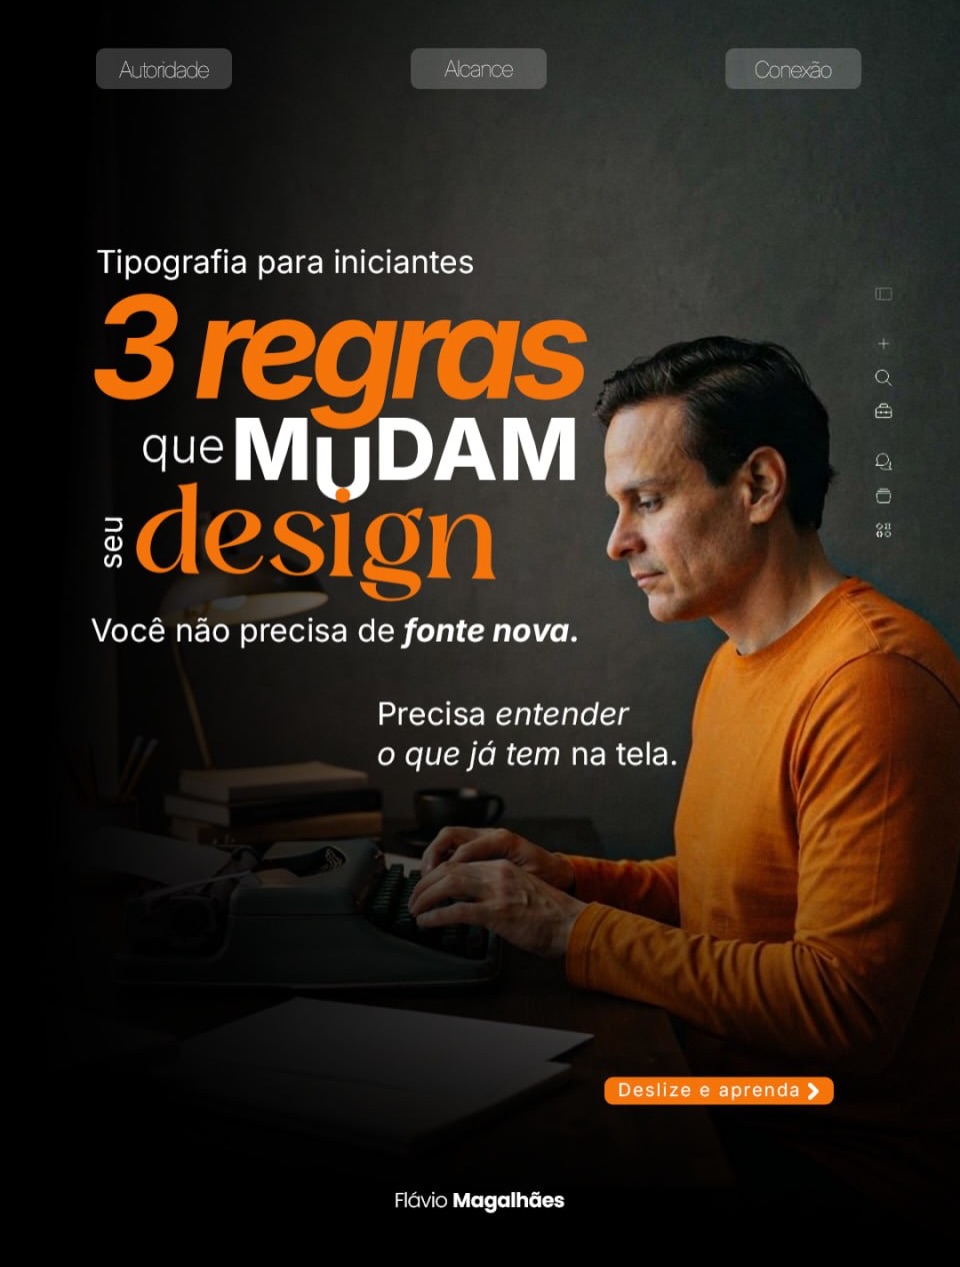 Autoridade
Alcance
Conexão
Tipografia para iniciantes
3 regras
que MuDAM
seu design
Você não precisa de fonte nova.
Precisa entender
o que já tem na tela.
Deslize e aprenda
Flávio Magalhães